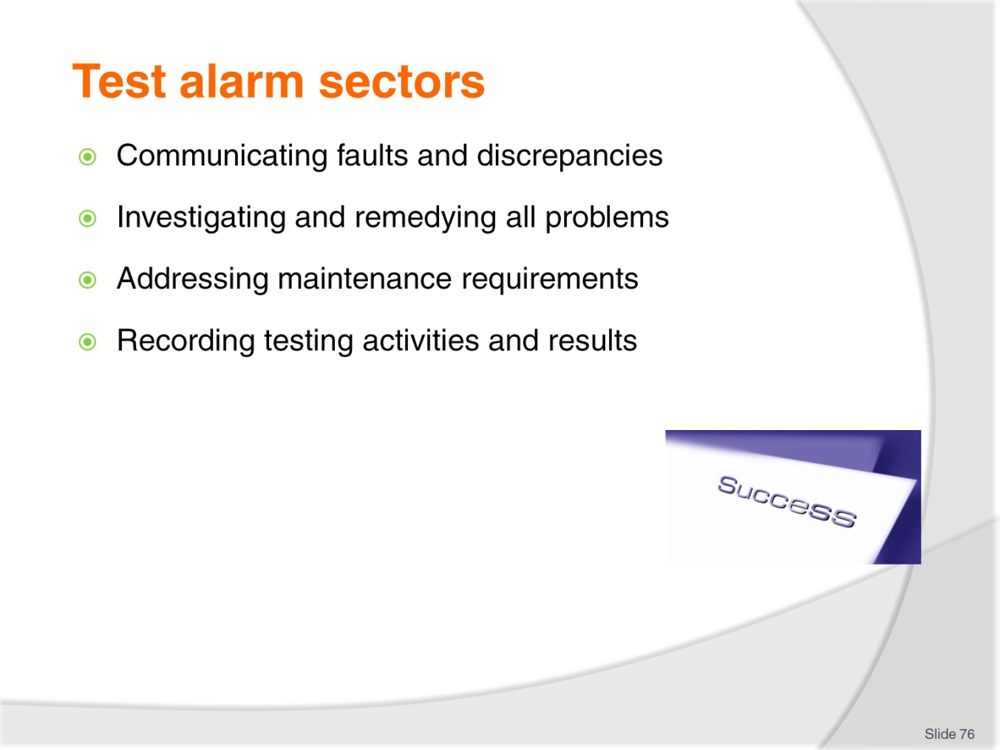 Test alarm sectors
Communicating faults and discrepancies
Investigating and remedying all problems
Addressing maintenance requirements
Recording testing activities and results
Success
Slide 76